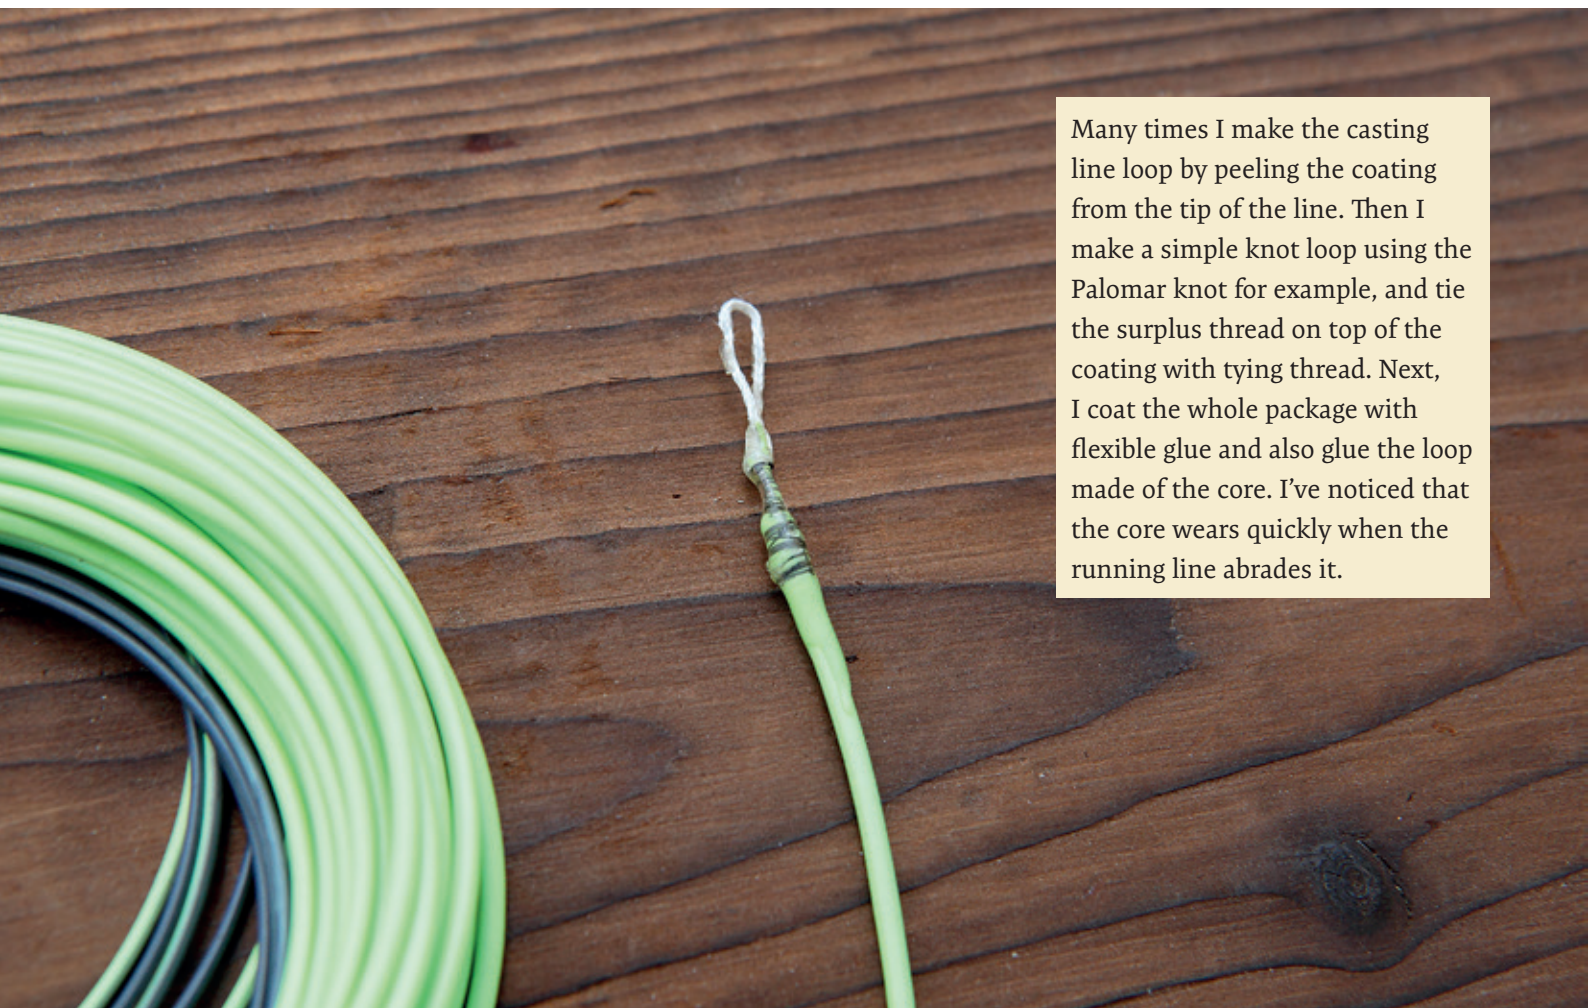 Many times I make the casting
line loop by peeling the coating
from the tip of the line. Then I
make a simple knot loop using the
Palomar knot for example, and tie
the surplus thread on top of the
coating with tying thread. Next,
I coat the whole package with
flexible glue and also glue the loop
made of the core. I’ve noticed that
the core wears quickly when the
running line abrades it.